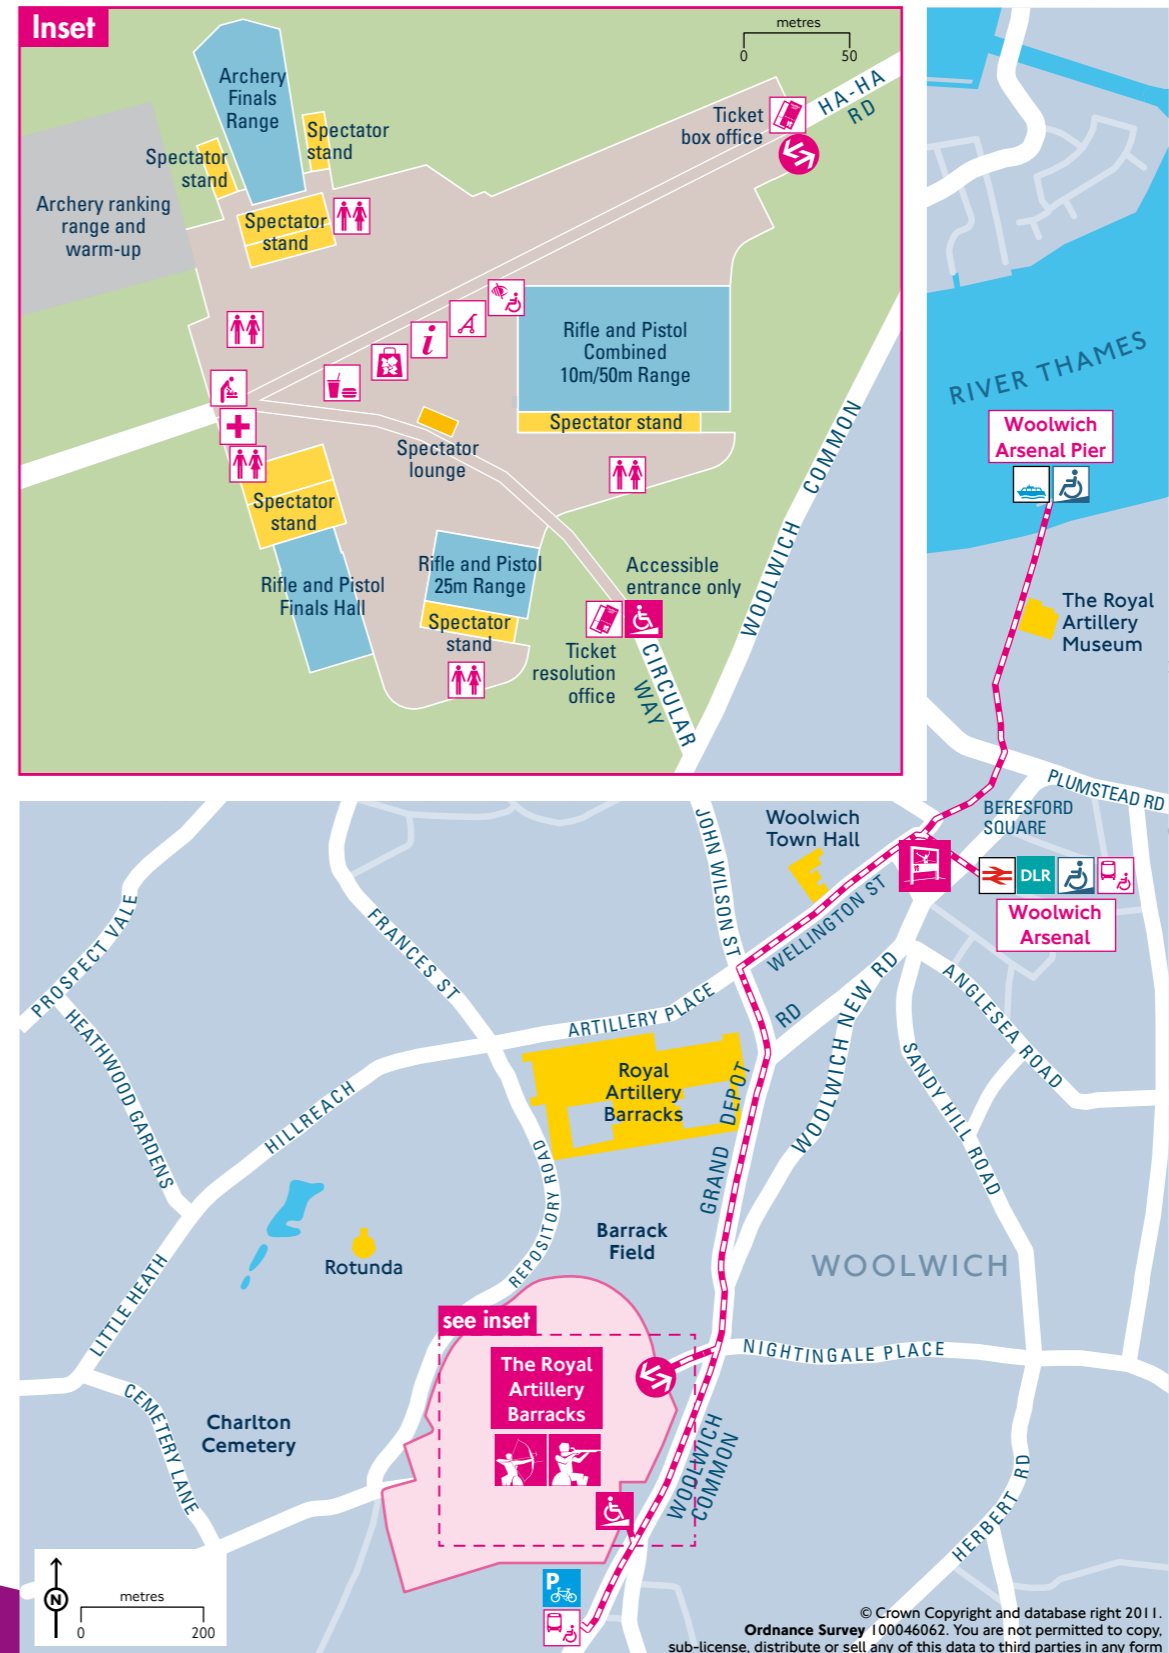 Inset
metres
0 50
Archery
Finals
Range
Spectator
stand
Spectator
stand
Spectator
stand
Archery ranking
range and
warm-up
Ticket
box office
HA-HA
RD
i
Rifle and Pistol
Combined
10m/50m Range
Spectator stand
Spectator
lounge
Spectator
stand
Rifle and Pistol
Finals Hall
Rifle and Pistol
25m Range
Spectator
stand
Accessible
entrance only
Ticket
resolution
office
CIRCULAR
WAY
WOOLWICH COMMON
RIVER THAMES
Woolwich
Arsenal Pier
The Royal
Artillery
Museum
PLUMSTEAD RD
BERESFORD
SQUARE
Woolwich
Town Hall
DLR
Woolwich
Arsenal
JOHN WILSON ST
WELLINGTON ST
PROSPECT VALE
FRANCES ST
HEATHWOOD GARDENS
ARTILLERY PLACE
HILLREACH
Royal
Artillery
Barracks
GRAND DEPOT RD
WOOLWICH NEW RD
ANGLESEA ROAD
SANDY HILL ROAD
REPOSITORY ROAD
Barrack
Field
WOOLWICH
Rotunda
LITTLE HEATH
see inset
The Royal
Artillery
Barracks
NIGHTINGALE PLACE
CEMETERY LANE
Charlton
Cemetery
WOOLWICH
COMMON
HERBERT RD
P
N
metres
0 200
© Crown Copyright and database right 2011.
Ordnance Survey 100046062. You are not permitted to copy,
sub-license, distribute or sell any of this data to third parties in any form